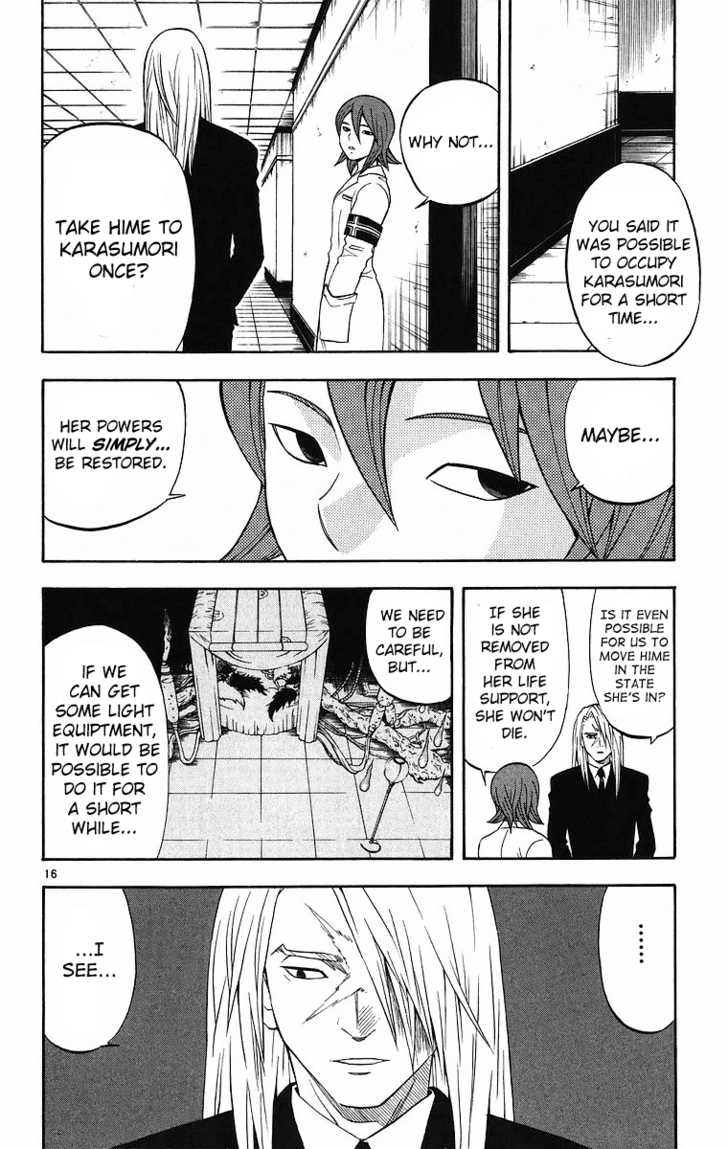 YOU SAID IT
WAS POSSIBLE
TO OCCUPY
KARASUMORI
FOR A SHORT
TIME...
WHY NOT...
TAKE HIME TO
KARASUMORI
ONCE?
MAYBE...
HER POWERS
WILL SIMPLY...
BE RESTORED.
IS IT EVEN
POSSIBLE
FOR US TO
MOVE HIME
IN THE
STATE
SHE'S IN?
IF SHE
IS NOT
REMOVED
FROM
HER LIFE
SUPPORT,
SHE WON'T
DIE.
WE NEED
TO BE
CAREFUL,
BUT...
IF WE
CAN GET
SOME LIGHT
EQUIPTMENT,
IT WOULD BE
POSSIBLE TO
DO IT FOR
A SHORT
WHILE...
16
......
...I
SEE...